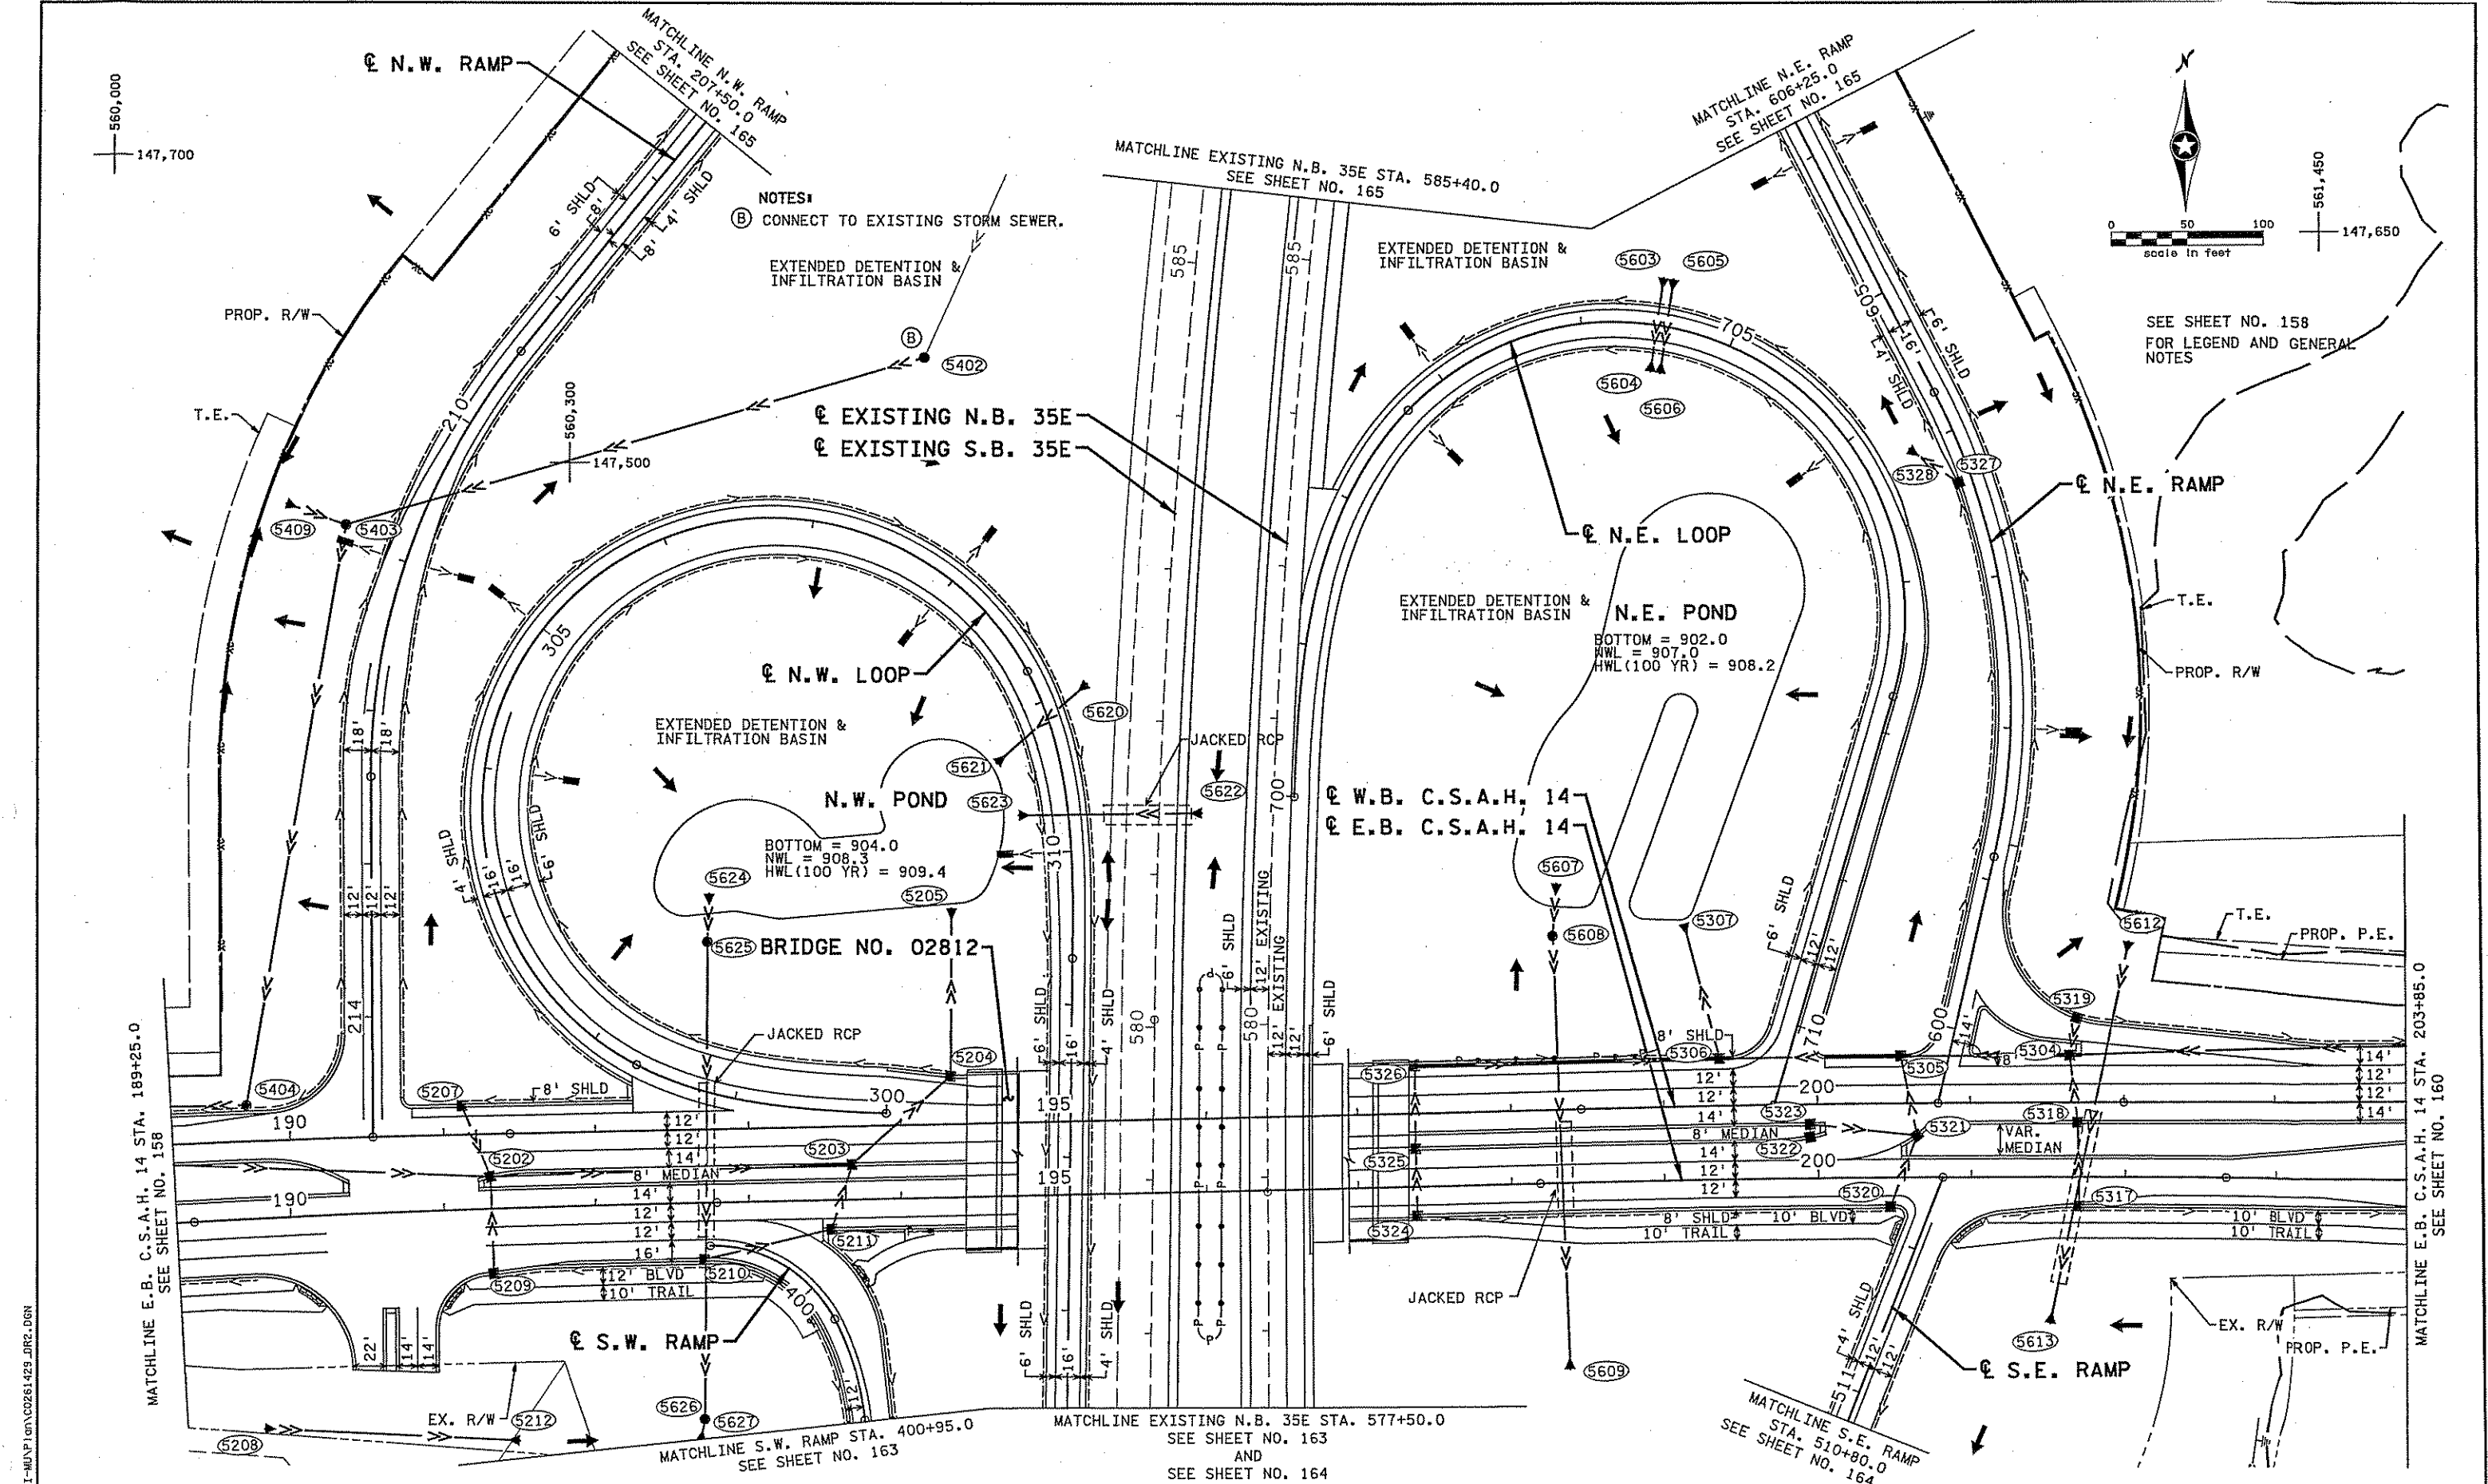 ℄ N.W. RAMP
MATCHLINE N.W. RAMP
STA. 207+50.0
SEE SHEET NO. 165
560,000
147,700
NOTES:
Ⓑ CONNECT TO EXISTING STORM SEWER.
EXTENDED DETENTION &
INFILTRATION BASIN
MATCHLINE EXISTING N.B. 35E STA. 585+40.0
SEE SHEET NO. 165
MATCHLINE N.E. RAMP
STA. 606+25.0
SEE SHEET NO. 165
N
0 50 100
scale in feet
561,450
147,650
SEE SHEET NO. 158
FOR LEGEND AND GENERAL
NOTES
6' SHLD
8'
4' SHLD
8'
585
585
EXTENDED DETENTION &
INFILTRATION BASIN
5603
5605
705
5604
5606
605
6' SHLD
16'
4' SHLD
PROP. R/W
T.E.
210
Ⓑ
5402
560,300
147,500
℄ EXISTING N.B. 35E
℄ EXISTING S.B. 35E
5409
5403
5328
5327
℄ N.E. RAMP
℄ N.E. LOOP
305
℄ N.W. LOOP
EXTENDED DETENTION &
INFILTRATION BASIN
N.E. POND
BOTTOM = 902.0
NWL = 907.0
HWL(100 YR) = 908.2
T.E.
PROP. R/W
18'
18'
EXTENDED DETENTION &
INFILTRATION BASIN
5620
5621
JACKED RCP
N.W. POND
5623
5622
700
BOTTOM = 904.0
NWL = 908.3
HWL(100 YR) = 909.4
310
℄ W.B. C.S.A.H. 14
℄ E.B. C.S.A.H. 14
4' SHLD
16'
16'
6' SHLD
12'
12'
12'
5624
5205
5625
BRIDGE NO. 02812
6' SHLD
12' EXISTING
12' EXISTING
12'
6' SHLD
5607
5608
5307
6' SHLD
12'
12'
5612
T.E.
PROP. P.E.
214
JACKED RCP
6' SHLD
16'
4' SHLD
580
580
5319
14'
600
710
5404
5207
8' SHLD
5204
300
5326
8' SHLD
5306
5305
8'
5304
14'
12'
12'
14'
190
12'
12'
14'
195
12'
12'
14'
200
5323
5318
5202
5203
8' MEDIAN
5325
8' MEDIAN
5322
5321
VAR.
MEDIAN
190
14'
12'
12'
16'
195
14'
12'
12'
200
5320
5317
5209
12' BLVD
10' TRAIL
5210
5211
5324
8' SHLD
10' BLVD
10' TRAIL
10' BLVD
10' TRAIL
22'
14'
14'
400
℄ S.W. RAMP
6' SHLD
16'
4' SHLD
JACKED RCP
4' SHLD
12'
12'
511
5613
EX. R/W
PROP. P.E.
℄ S.E. RAMP
5609
5626
5627
12'
EX. R/W
5212
5208
MATCHLINE S.W. RAMP STA. 400+95.0
SEE SHEET NO. 163
MATCHLINE EXISTING N.B. 35E STA. 577+50.0
SEE SHEET NO. 163
AND
SEE SHEET NO. 164
MATCHLINE S.E. RAMP
STA. 510+80.0
SEE SHEET NO. 164
MATCHLINE E.B. C.S.A.H. 14 STA. 189+25.0
SEE SHEET NO. 158
MATCHLINE E.B. C.S.A.H. 14 STA. 203+85.0
SEE SHEET NO. 160